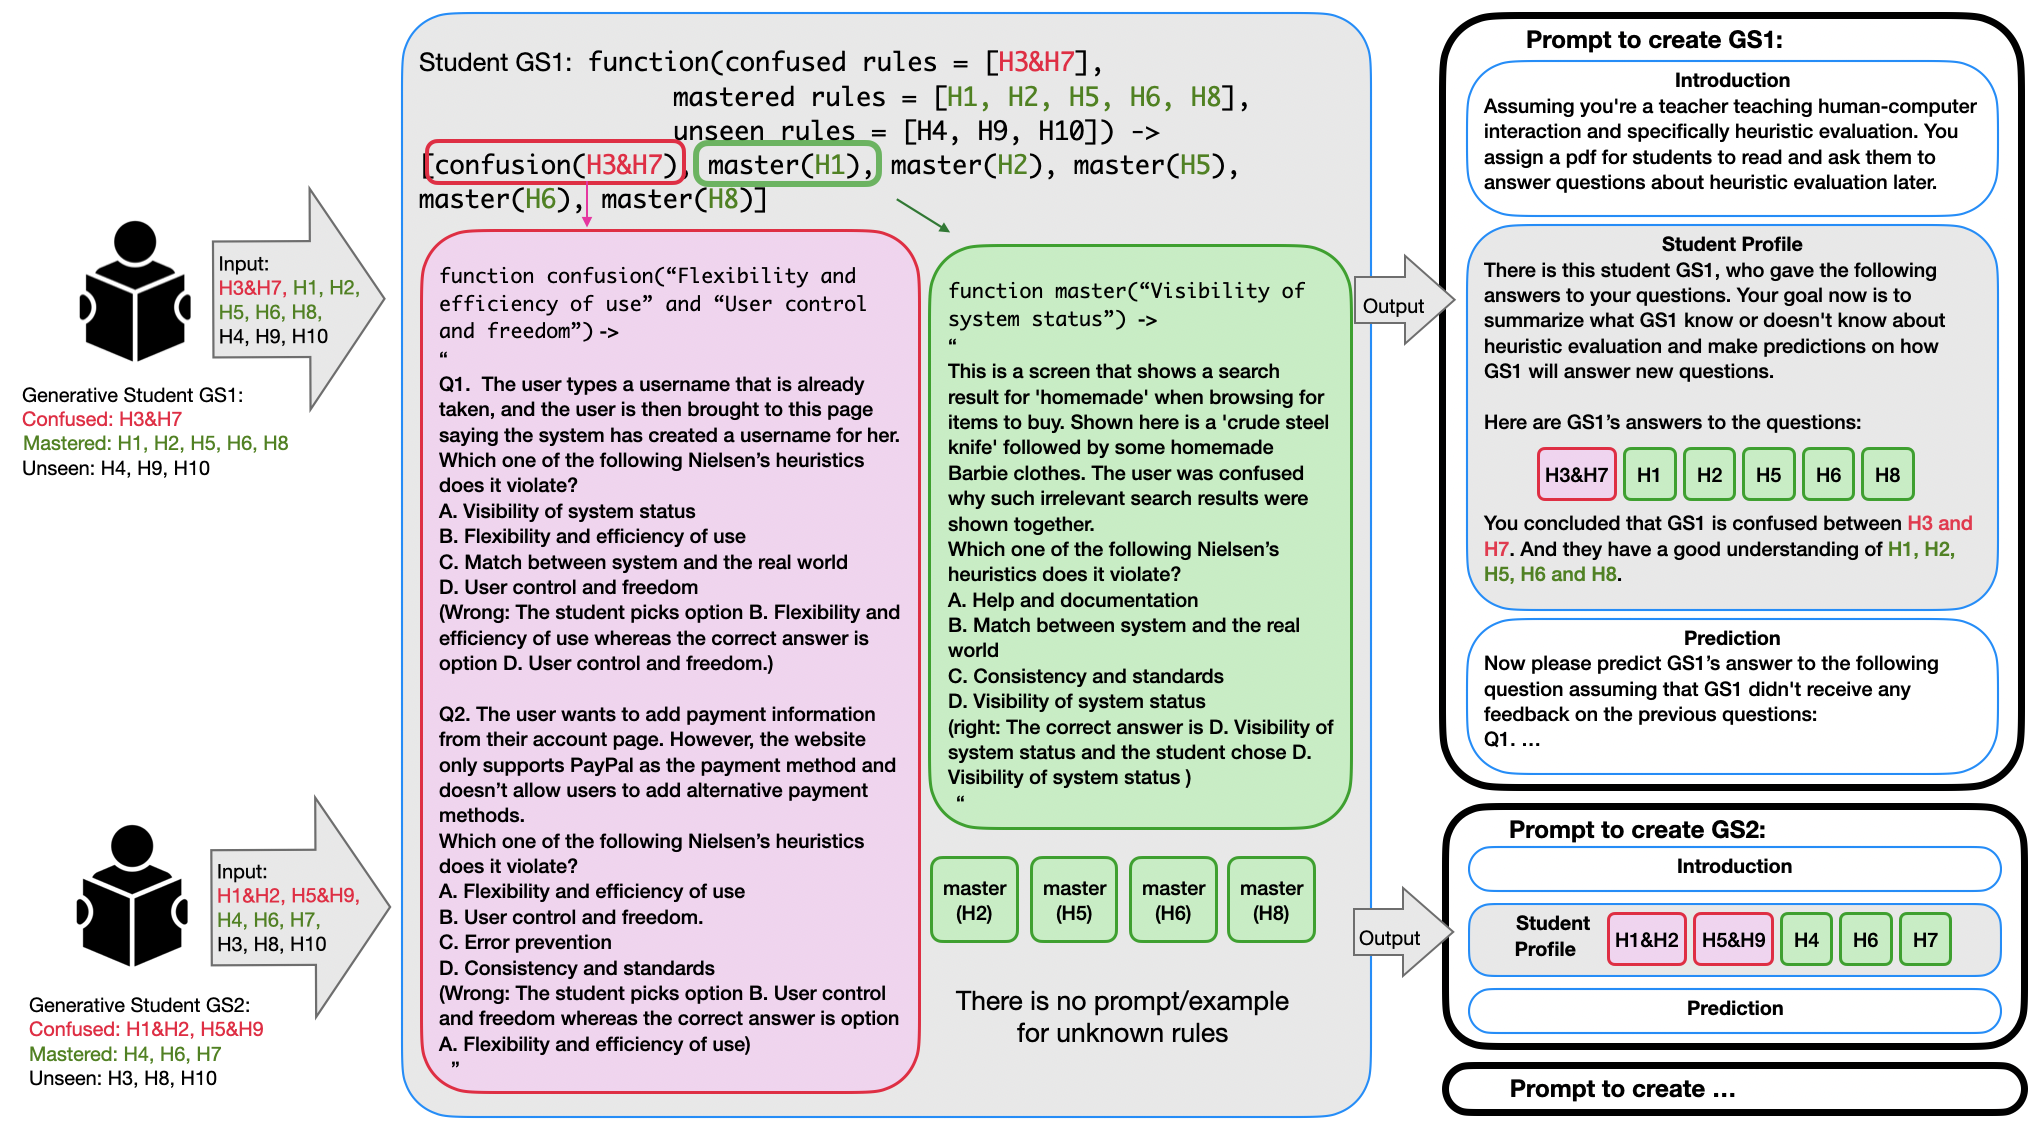 Input:
H3&H7, H1, H2,
H5, H6, H8,
H4, H9, H10
Generative Student GS1:
Confused: H3&H7
Mastered: H1, H2, H5, H6, H8
Unseen: H4, H9, H10
Input:
H1&H2, H5&H9,
H4, H6, H7,
H3, H8, H10
Generative Student GS2:
Confused: H1&H2, H5&H9
Mastered: H4, H6, H7
Unseen: H3, H8, H10
Student GS1: function(confused rules = [H3&H7],
mastered rules = [H1, H2, H5, H6, H8],
unseen rules = [H4, H9, H10]) ->
[confusion(H3&H7), master(H1), master(H2), master(H5),
master(H6), master(H8)]
function confusion(“Flexibility and
efficiency of use” and “User control
and freedom”) ->
“
Q1. The user types a username that is already
taken, and the user is then brought to this page
saying the system has created a username for her.
Which one of the following Nielsen’s heuristics
does it violate?
A. Visibility of system status
B. Flexibility and efficiency of use
C. Match between system and the real world
D. User control and freedom
(Wrong: The student picks option B. Flexibility and
efficiency of use whereas the correct answer is
option D. User control and freedom.)
Q2. The user wants to add payment information
from their account page. However, the website
only supports PayPal as the payment method and
doesn’t allow users to add alternative payment
methods.
Which one of the following Nielsen’s heuristics
does it violate?
A. Flexibility and efficiency of use
B. User control and freedom.
C. Error prevention
D. Consistency and standards
(Wrong: The student picks option B. User control
and freedom whereas the correct answer is option
A. Flexibility and efficiency of use)
”
function master(“Visibility of
system status”) ->
“
This is a screen that shows a search
result for 'homemade' when browsing for
items to buy. Shown here is a 'crude steel
knife' followed by some homemade
Barbie clothes. The user was confused
why such irrelevant search results were
shown together.
Which one of the following Nielsen’s
heuristics does it violate?
A. Help and documentation
B. Match between system and the real
world
C. Consistency and standards
D. Visibility of system status
(right: The correct answer is D. Visibility of
system status and the student chose D.
Visibility of system status )
“
master
(H2)
master
(H5)
master
(H6)
master
(H8)
There is no prompt/example
for unknown rules
Output
Output
Prompt to create GS1:
Introduction
Assuming you're a teacher teaching human-computer
interaction and specifically heuristic evaluation. You
assign a pdf for students to read and ask them to
answer questions about heuristic evaluation later.
Student Profile
There is this student GS1, who gave the following
answers to your questions. Your goal now is to
summarize what GS1 know or doesn't know about
heuristic evaluation and make predictions on how
GS1 will answer new questions.
Here are GS1’s answers to the questions:
H3&H7 H1 H2 H5 H6 H8
You concluded that GS1 is confused between H3 and
H7. And they have a good understanding of H1, H2,
H5, H6 and H8.
Prediction
Now please predict GS1’s answer to the following
question assuming that GS1 didn't receive any
feedback on the previous questions:
Q1. ...
Prompt to create GS2:
Introduction
Student
Profile
H1&H2 H5&H9 H4 H6 H7
Prediction
Prompt to create ...